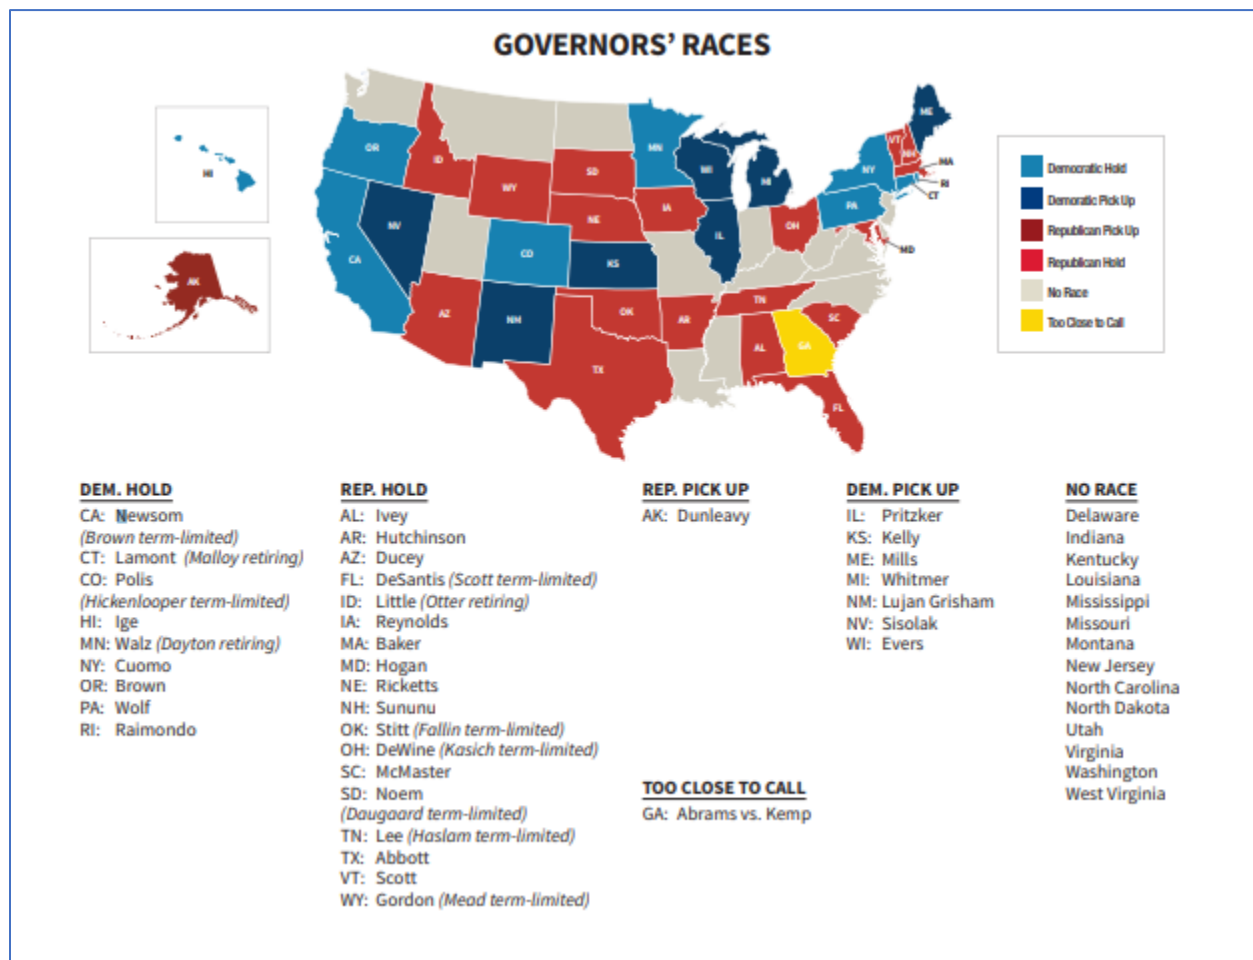 GOVERNORS' RACES
ME
OR
ID
MN
VT
NH
MA
HI
SD
WI
MI
NY
RI
WY
CT
IA
PA
NE
NV
IL
OH
MD
CA
CO
KS
AK
AZ
NM
OK
AR
TN
SC
TX
AL
GA
FL
Democratic Hold
Demoratic Pick Up
Republican Pick Up
Republican Hold
No Race
Too Close to Call
DEM. HOLD
CA: Newsom
(Brown term-limited)
CT: Lamont (Malloy retiring)
CO: Polis
(Hickenlooper term-limited)
HI: Ige
MN: Walz (Dayton retiring)
NY: Cuomo
OR: Brown
PA: Wolf
RI: Raimondo
REP. HOLD
AL: Ivey
AR: Hutchinson
AZ: Ducey
FL: DeSantis (Scott term-limited)
ID: Little (Otter retiring)
IA: Reynolds
MA: Baker
MD: Hogan
NE: Ricketts
NH: Sununu
OK: Stitt (Fallin term-limited)
OH: DeWine (Kasich term-limited)
SC: McMaster
SD: Noem
(Daugaard term-limited)
TN: Lee (Haslam term-limited)
TX: Abbott
VT: Scott
WY: Gordon (Mead term-limited)
REP. PICK UP
AK: Dunleavy
TOO CLOSE TO CALL
GA: Abrams vs. Kemp
DEM. PICK UP
IL: Pritzker
KS: Kelly
ME: Mills
MI: Whitmer
NM: Lujan Grisham
NV: Sisolak
WI: Evers
NO RACE
Delaware
Indiana
Kentucky
Louisiana
Mississippi
Missouri
Montana
New Jersey
North Carolina
North Dakota
Utah
Virginia
Washington
West Virginia